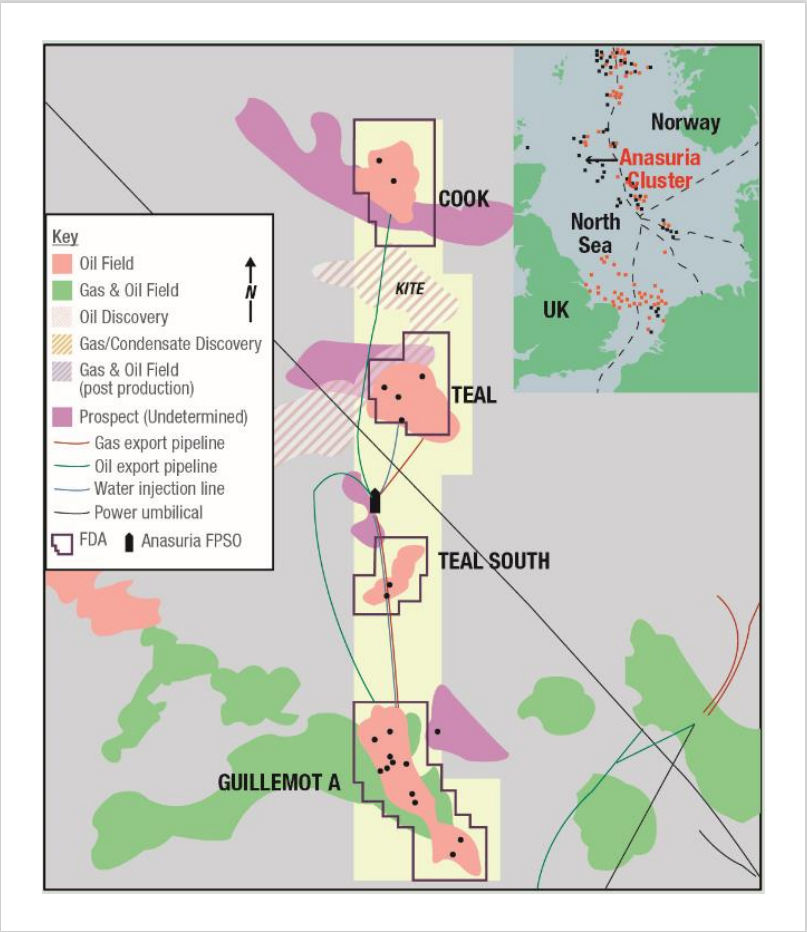 Norway
Anasuria
Cluster
North
Sea
UK
COOK
KITE
TEAL
TEAL SOUTH
GUILLEMOT A
Key
Oil Field
N
Gas & Oil Field
Oil Discovery
Gas/Condensate Discovery
Gas & Oil Field
(post production)
Prospect (Undetermined)
Gas export pipeline
Oil export pipeline
Water injection line
Power umbilical
FDA Anasuria FPSO